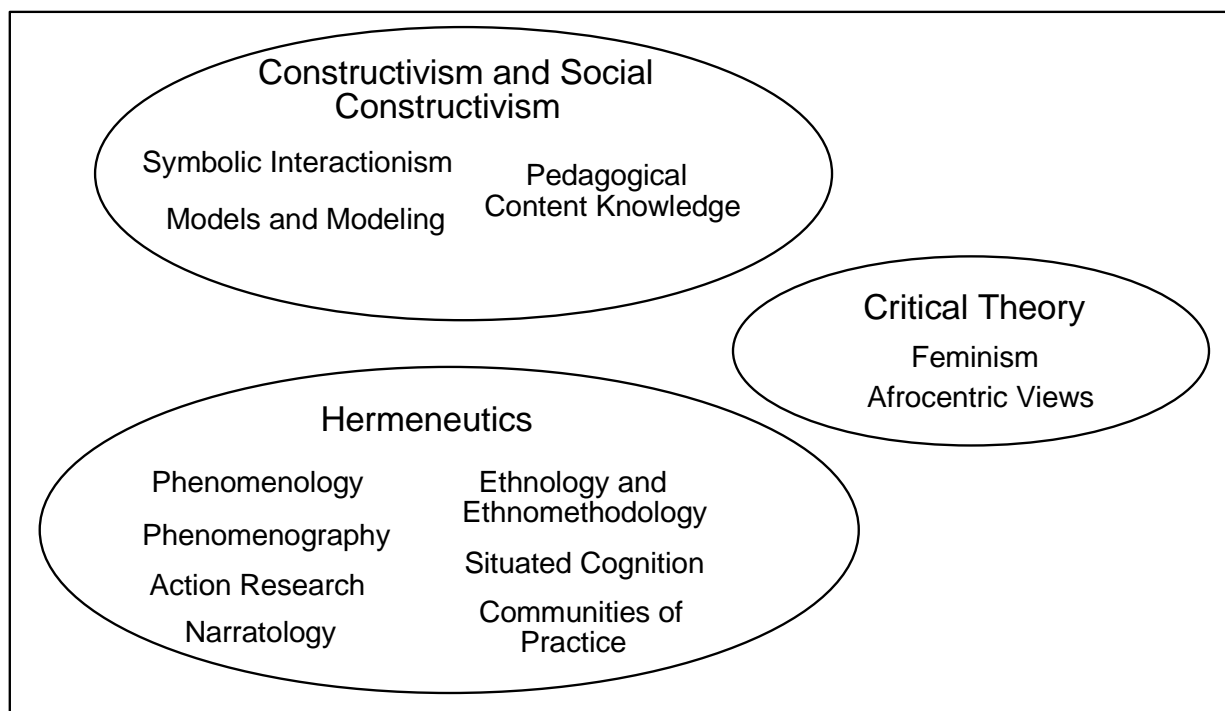 Constructivism and Social
Constructivism
Symbolic Interactionism
Models and Modeling
Pedagogical
Content Knowledge
Critical Theory
Feminism
Afrocentric Views
Hermeneutics
Phenomenology
Phenomenography
Action Research
Narratology
Ethnology and
Ethnomethodology
Situated Cognition
Communities of
Practice